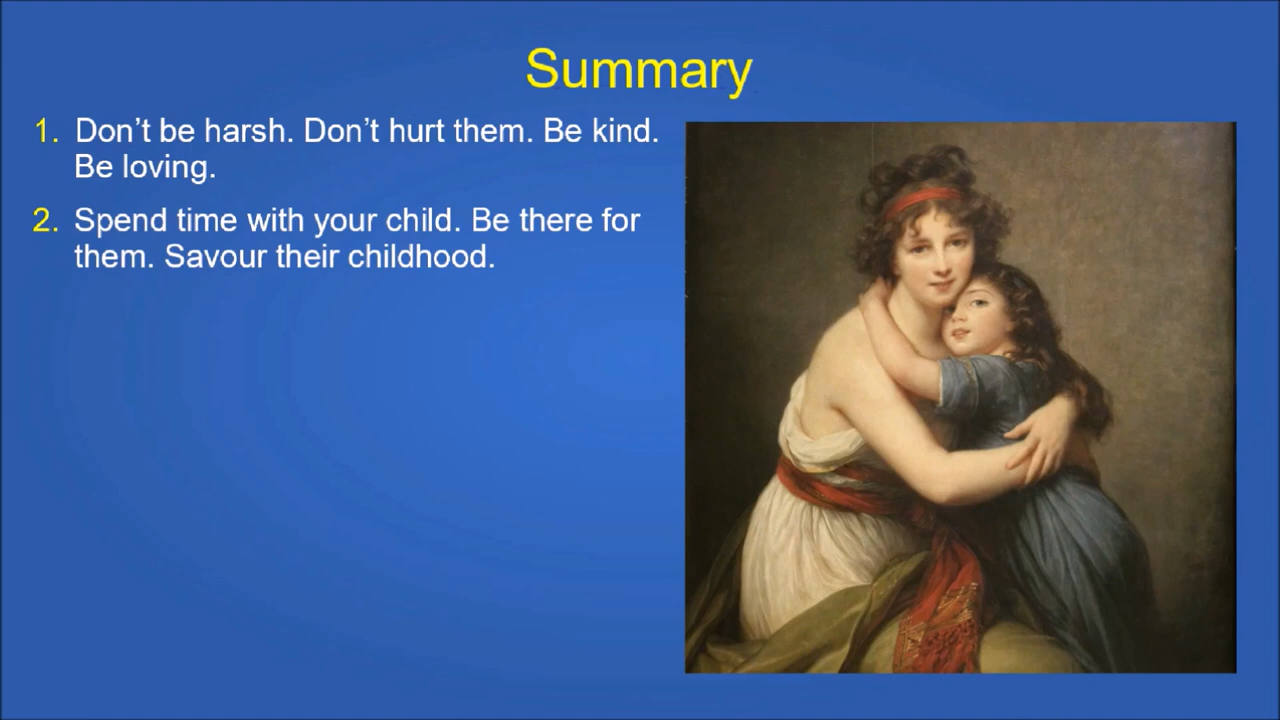 Summary
1. Don’t be harsh. Don’t hurt them. Be kind.
Be loving.
2. Spend time with your child. Be there for
them. Savour their childhood.